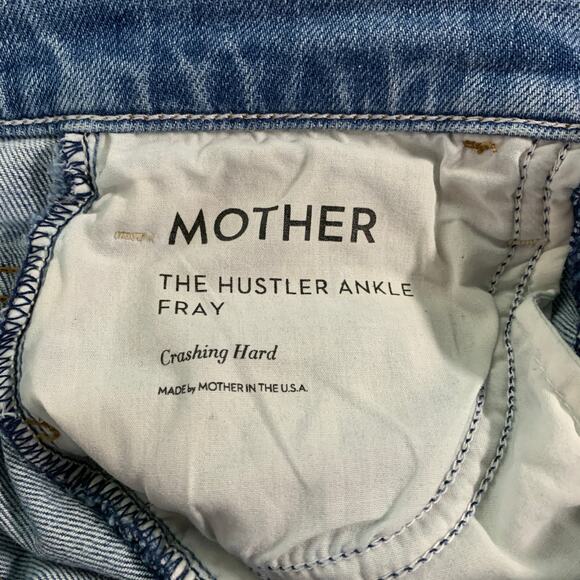 MOTHER
THE HUSTLER ANKLE
FRAY
Crashing Hard
MADE by MOTHER IN THE U.S.A.